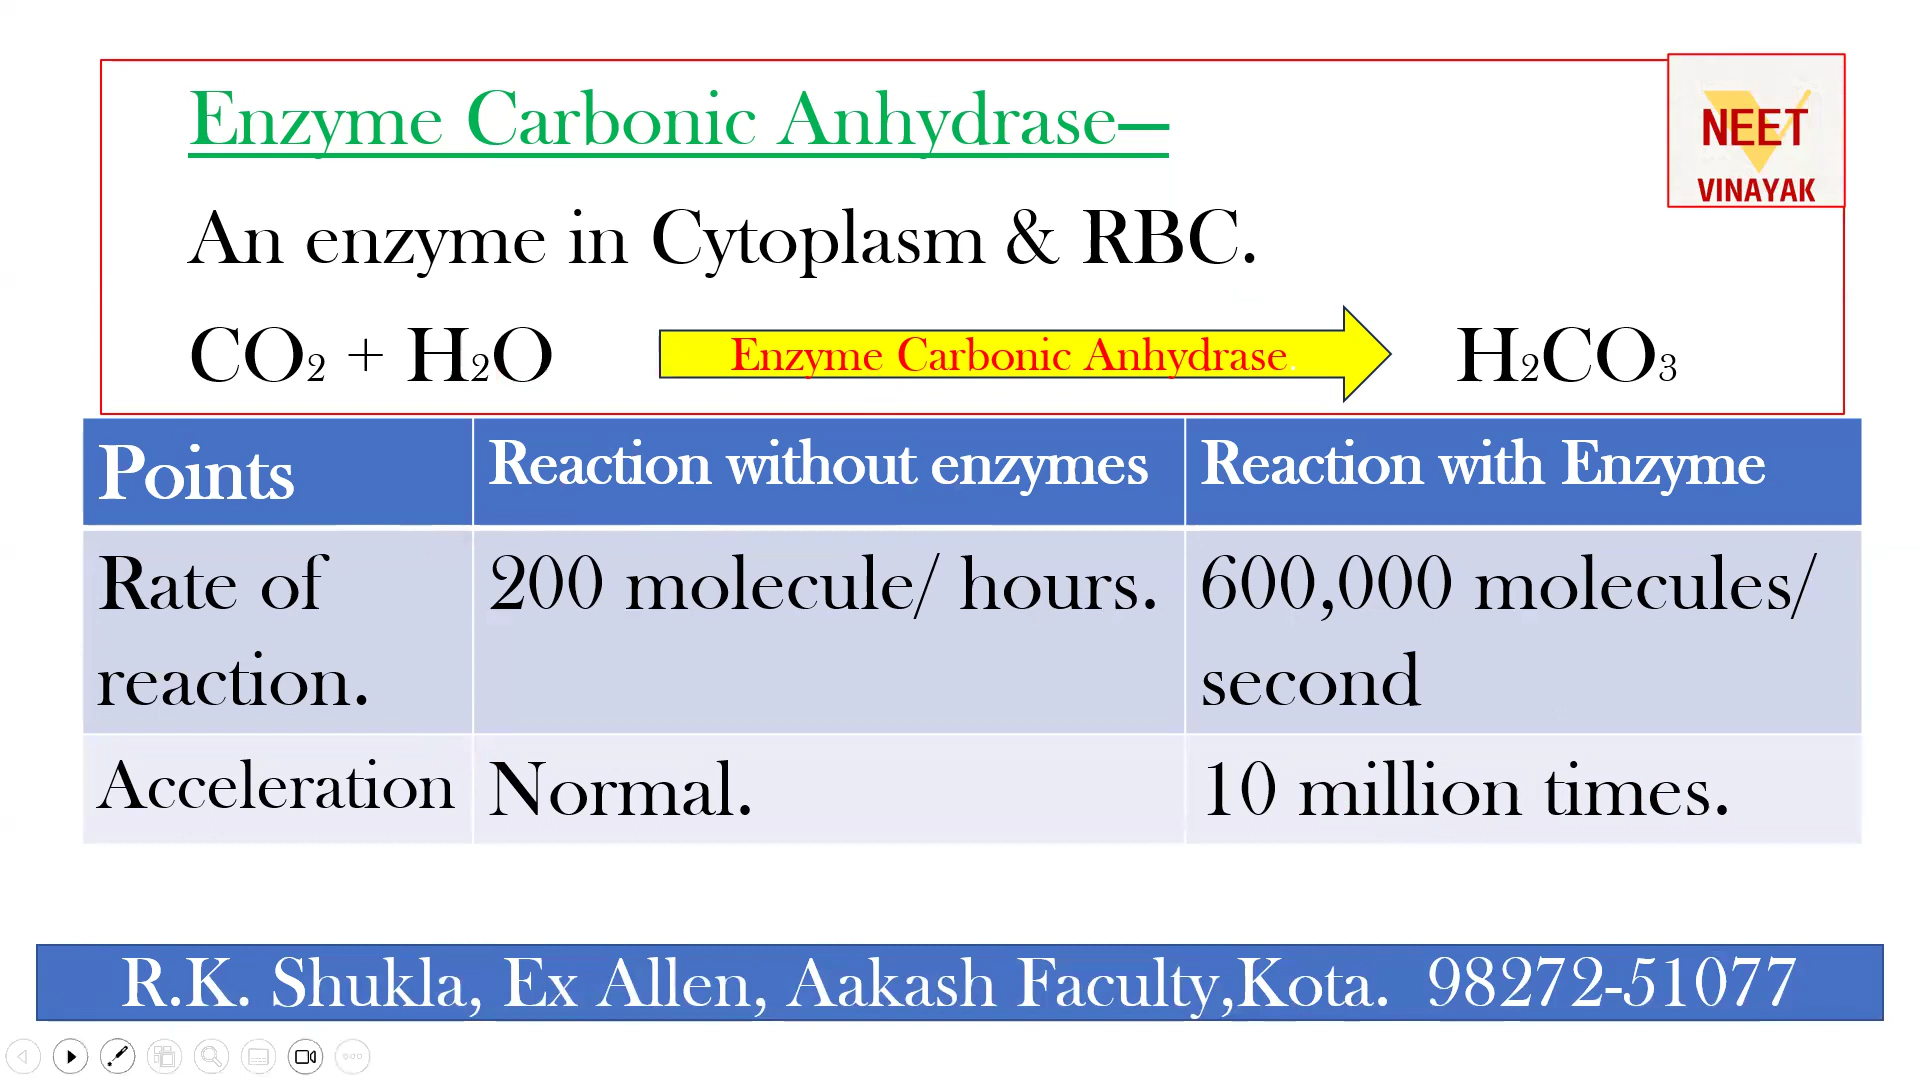 Enzyme Carbonic Anhydrase—
NEET
VINAYAK
An enzyme in Cytoplasm & RBC.
CO₂ + H₂O Enzyme Carbonic Anhydrase. H₂CO₃
Points Reaction without enzymes Reaction with Enzyme
Rate of 200 molecule/ hours. 600,000 molecules/
reaction. second
Acceleration Normal. 10 million times.
R.K. Shukla, Ex Allen, Aakash Faculty,Kota. 98272-51077